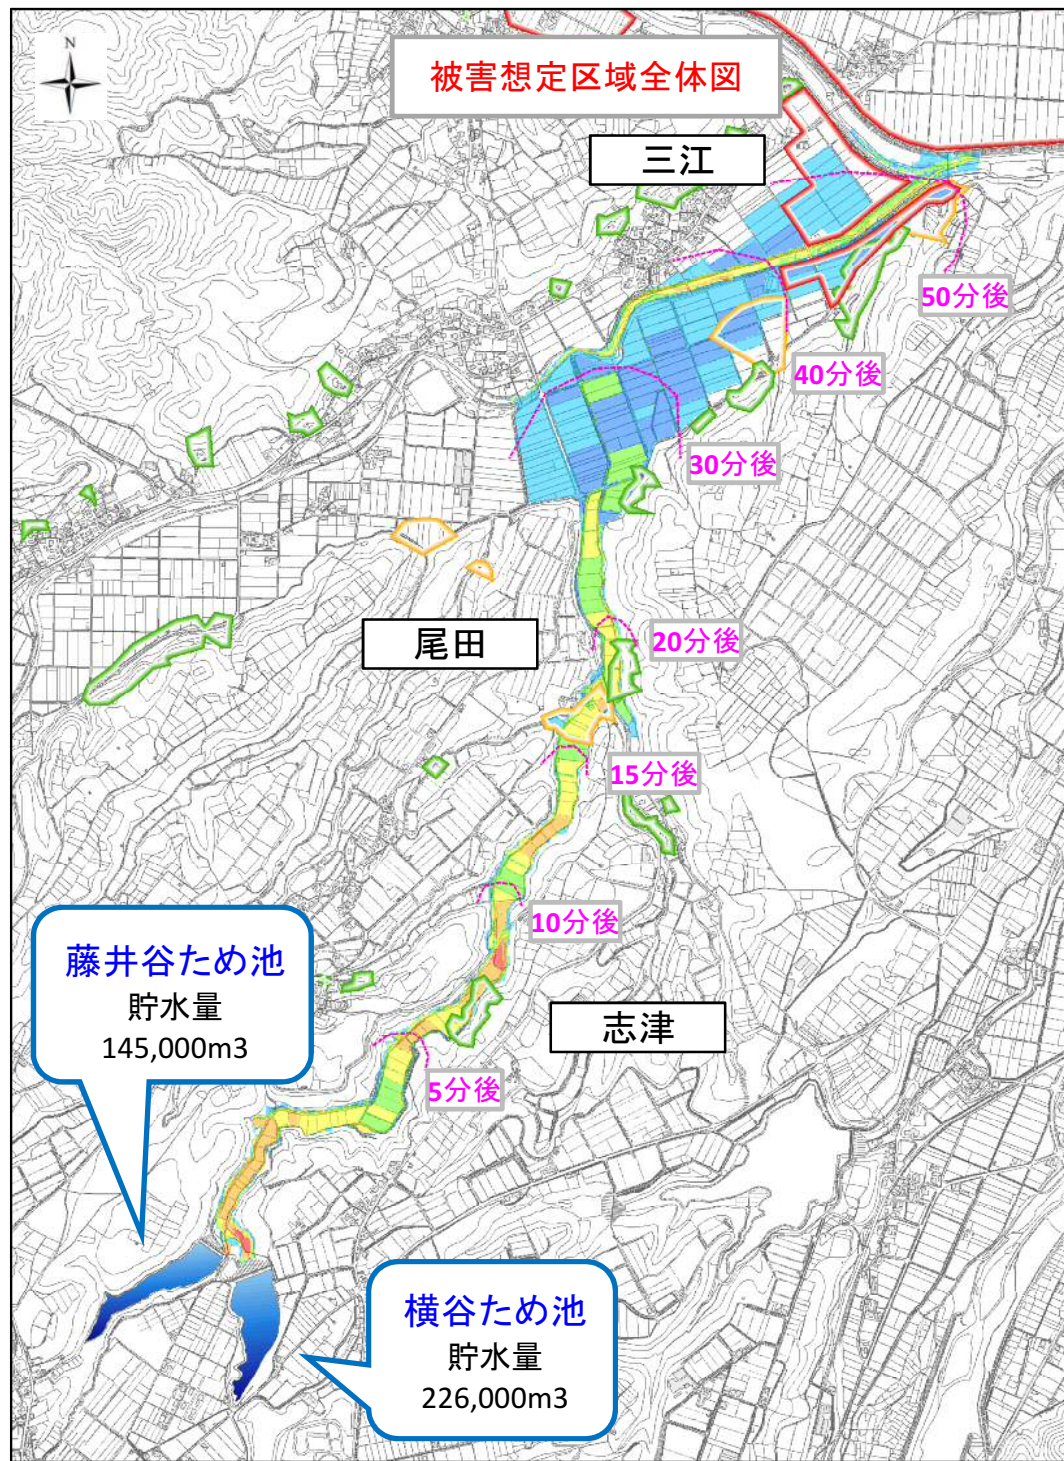 N
被害想定区域全体図
三江
50分後
40分後
30分後
尾田
20分後
15分後
10分後
藤井谷ため池
貯水量
145,000m3
志津
5分後
横谷ため池
貯水量
226,000m3